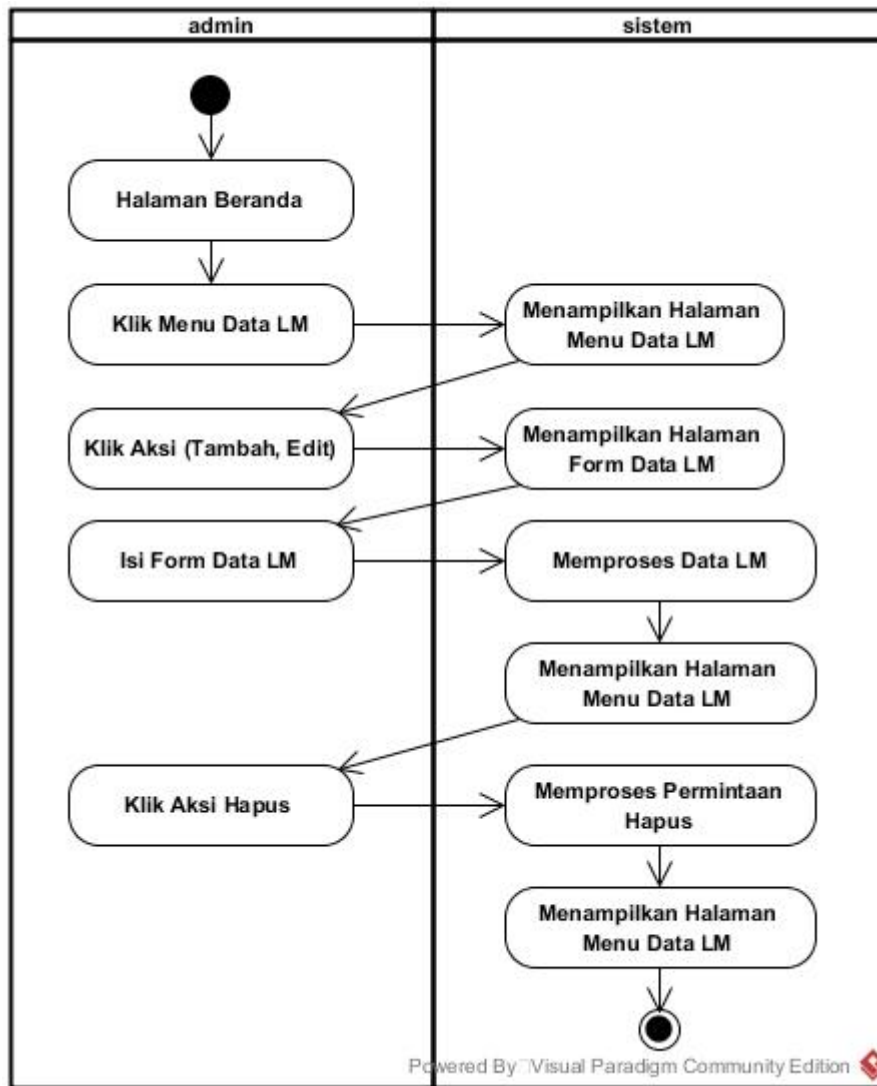 admin
sistem
Halaman Beranda
Klik Menu Data LM
Menampilkan Halaman
Menu Data LM
Klik Aksi (Tambah, Edit)
Menampilkan Halaman
Form Data LM
Isi Form Data LM
Memproses Data LM
Menampilkan Halaman
Menu Data LM
Klik Aksi Hapus
Memproses Permintaan
Hapus
Menampilkan Halaman
Menu Data LM
Powered By Visual Paradigm Community Edition